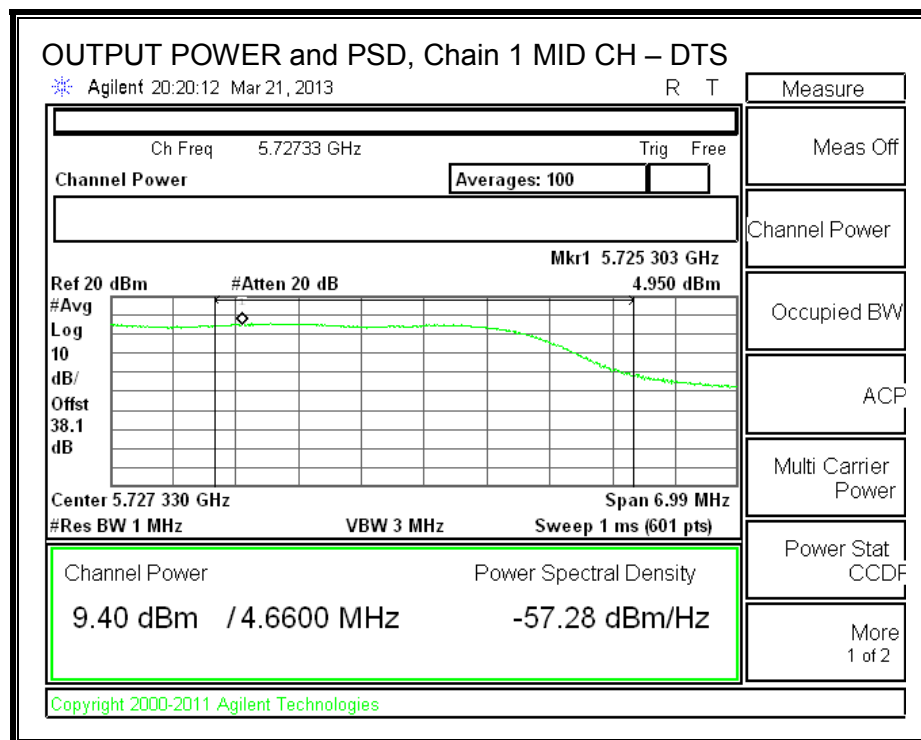 OUTPUT POWER and PSD, Chain 1 MID CH – DTS
Agilent 20:20:12 Mar 21, 2013 R T
Ch Freq 5.72733 GHz Trig Free
Channel Power Averages: 100
Mkr1 5.725 303 GHz
Ref 20 dBm #Atten 20 dB 4.950 dBm
#Avg
Log
10
dB/
Offst
38.1
dB
Center 5.727 330 GHz Span 6.99 MHz
#Res BW 1 MHz VBW 3 MHz Sweep 1 ms (601 pts)
Channel Power Power Spectral Density
9.40 dBm / 4.6600 MHz -57.28 dBm/Hz
Copyright 2000-2011 Agilent Technologies
Measure
Meas Off
Channel Power
Occupied BW
ACP
Multi Carrier
Power
Power Stat
CCDF
More
1 of 2